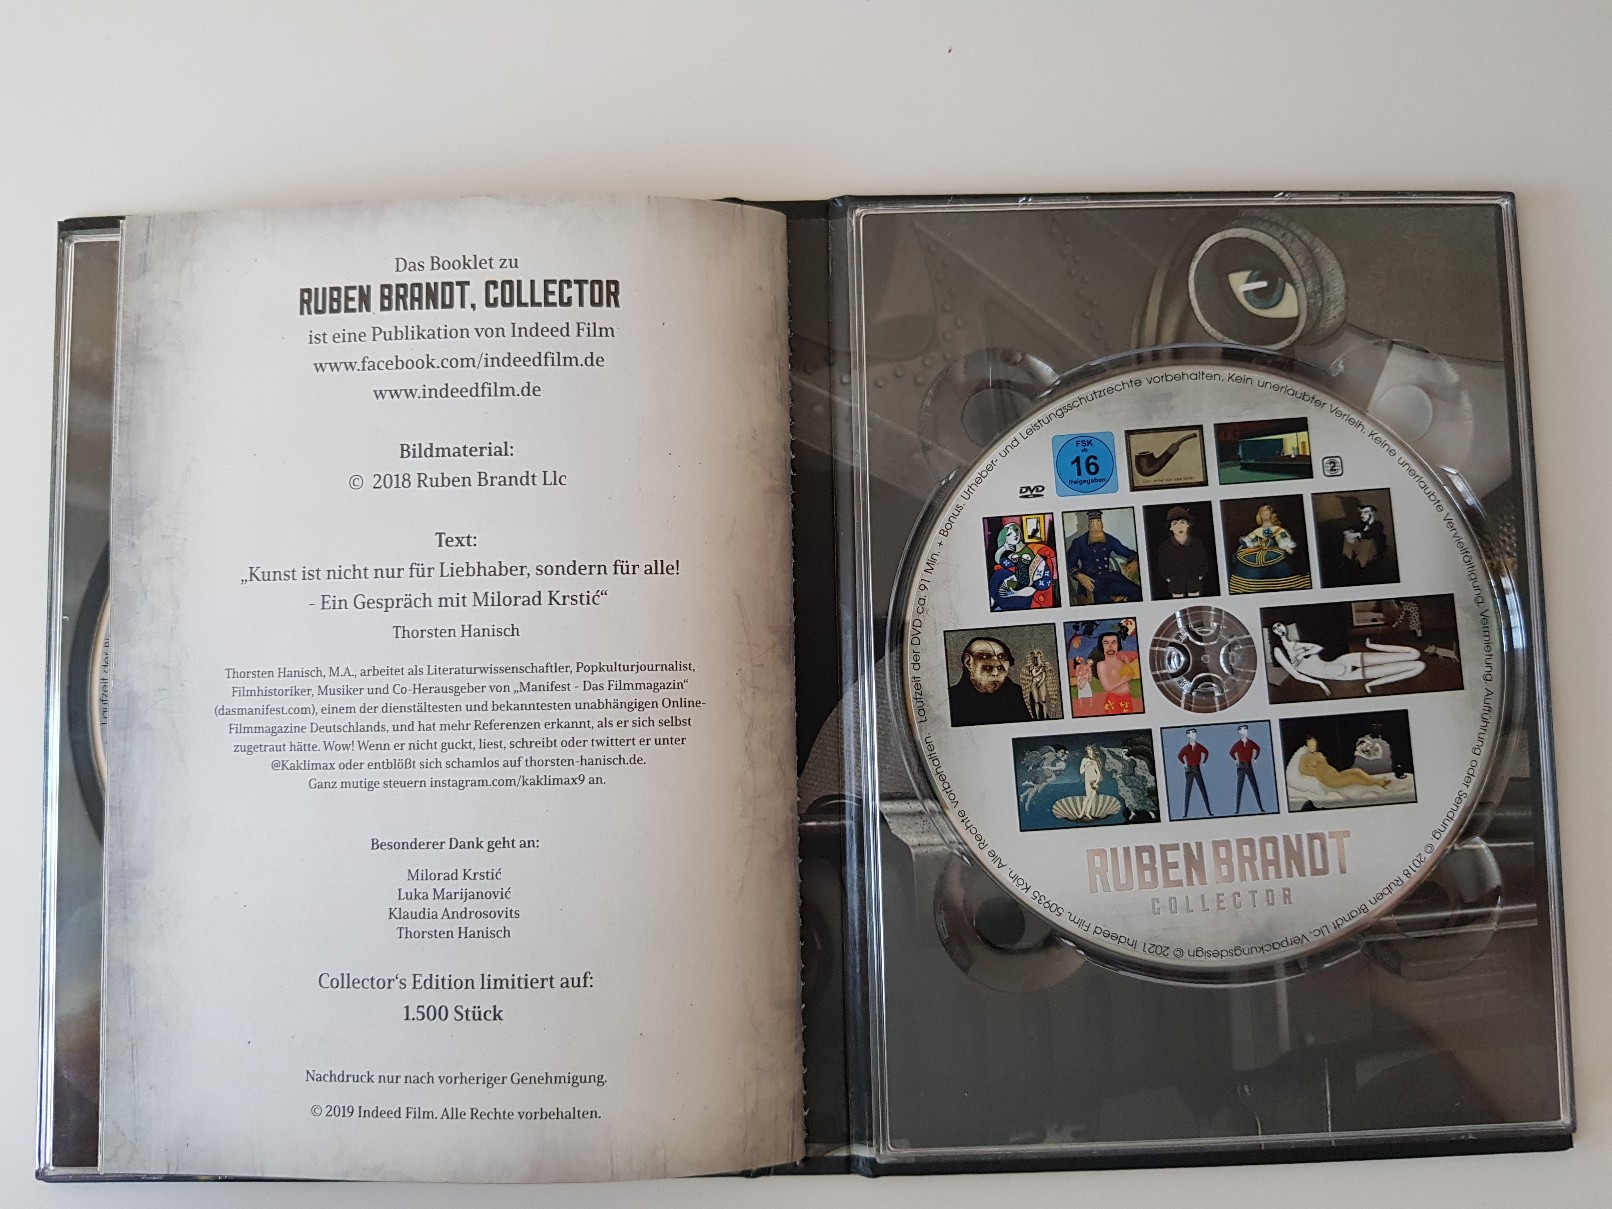 Das Booklet zu
RUBEN BRANDT, COLLECTOR
ist eine Publikation von Indeed Film
www.facebook.com/indeedfilm.de
www.indeedfilm.de
Bildmaterial:
© 2018 Ruben Brandt Llc
Text:
„Kunst ist nicht nur für Liebhaber, sondern für alle!
- Ein Gespräch mit Milorad Krstić“
Thorsten Hanisch
Thorsten Hanisch, M.A., arbeitet als Literaturwissenschaftler, Popkulturjournalist,
Filmhistoriker, Musiker und Co-Herausgeber von „Manifest - Das Filmmagazin“
(dasmanifest.com), einem der dienstältesten und bekanntesten unabhängigen Online-
Filmmagazine Deutschlands, und hat mehr Referenzen erkannt, als er sich selbst
zugetraut hätte. Wow! Wenn er nicht guckt, liest, schreibt oder twittert er unter
@Kaklimax oder entblößt sich schamlos auf thorsten-hanisch.de.
Ganz mutige steuern instagram.com/kaklimax9 an.
Besonderer Dank geht an:
Milorad Krstić
Luka Marijanović
Klaudia Androsovits
Thorsten Hanisch
Collector‘s Edition limitiert auf:
1.500 Stück
Nachdruck nur nach vorheriger Genehmigung.
© 2019 Indeed Film. Alle Rechte vorbehalten.
Laufzeit der DVD ca. 91 Min. + Bonus. Urheber- und Leistungsschutzrechte vorbehalten. Kein unerlaubter Verleih. Keine unerlaubte Vervielfältigung, Vermietung, Aufführung oder Sendung. © 2018 Ruben Brandt Llc. Verpackungsdesign © 2021 Indeed Film, 50935 Köln. Alle Rechte vorbehalten.
DVD
FSK
ab
16
freigegeben
2
RUBEN BRANDT
COLLECTOR